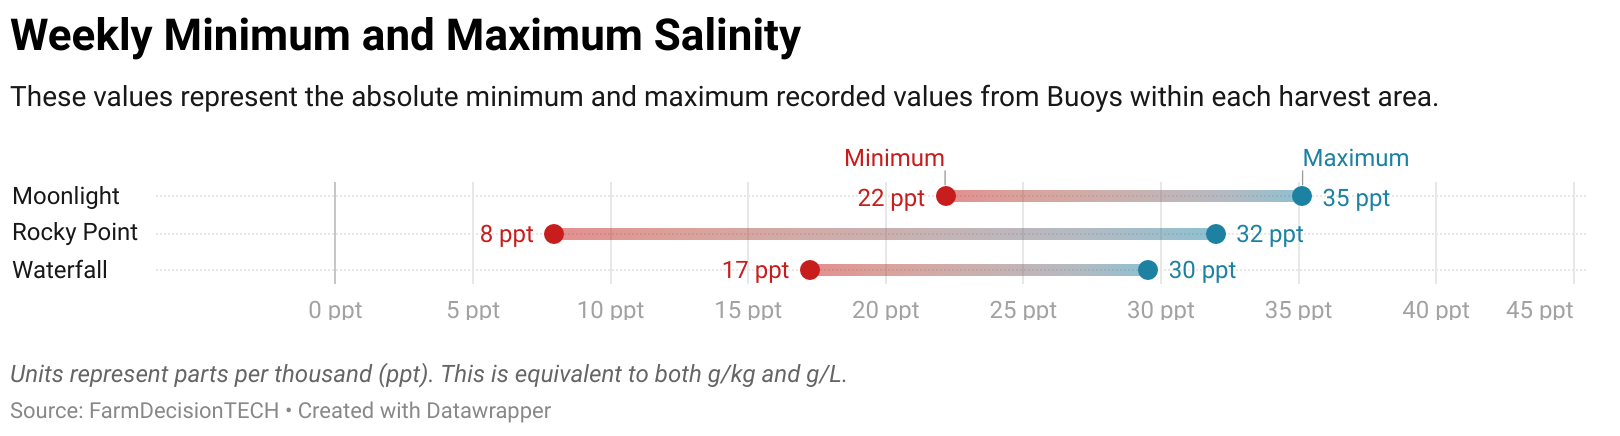 Weekly Minimum and Maximum Salinity
These values represent the absolute minimum and maximum recorded values from Buoys within each harvest area.
Minimum Maximum
Moonlight 22 ppt 35 ppt
Rocky Point 8 ppt 32 ppt
Waterfall 17 ppt 30 ppt
0 ppt 5 ppt 10 ppt 15 ppt 20 ppt 25 ppt 30 ppt 35 ppt 40 ppt 45 ppt
Units represent parts per thousand (ppt). This is equivalent to both g/kg and g/L.
Source: FarmDecisionTECH • Created with Datawrapper